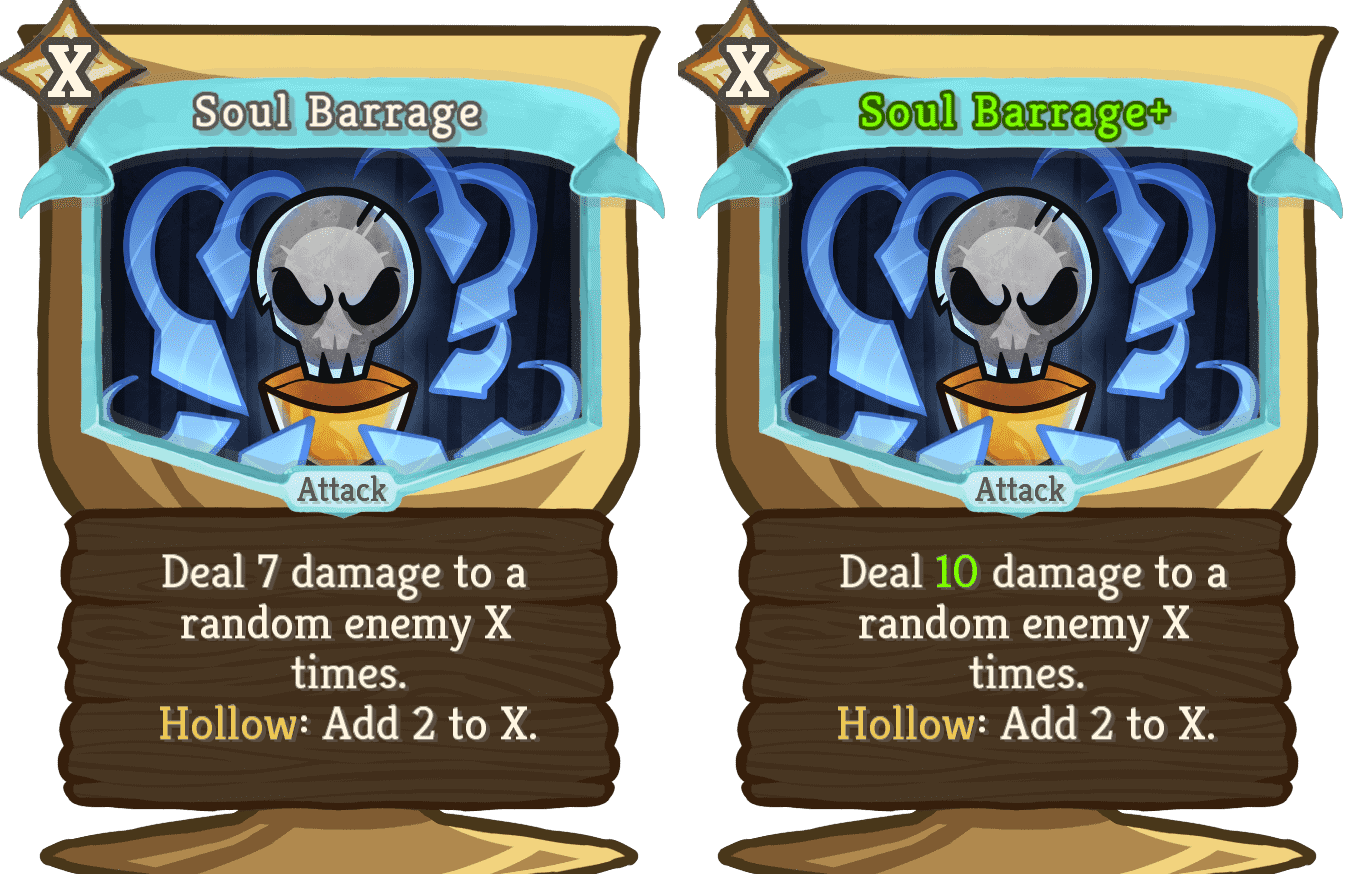 X
Soul Barrage
Attack
Deal 7 damage to a
random enemy X
times.
Hollow: Add 2 to X.
X
Soul Barrage+
Attack
Deal 10 damage to a
random enemy X
times.
Hollow: Add 2 to X.